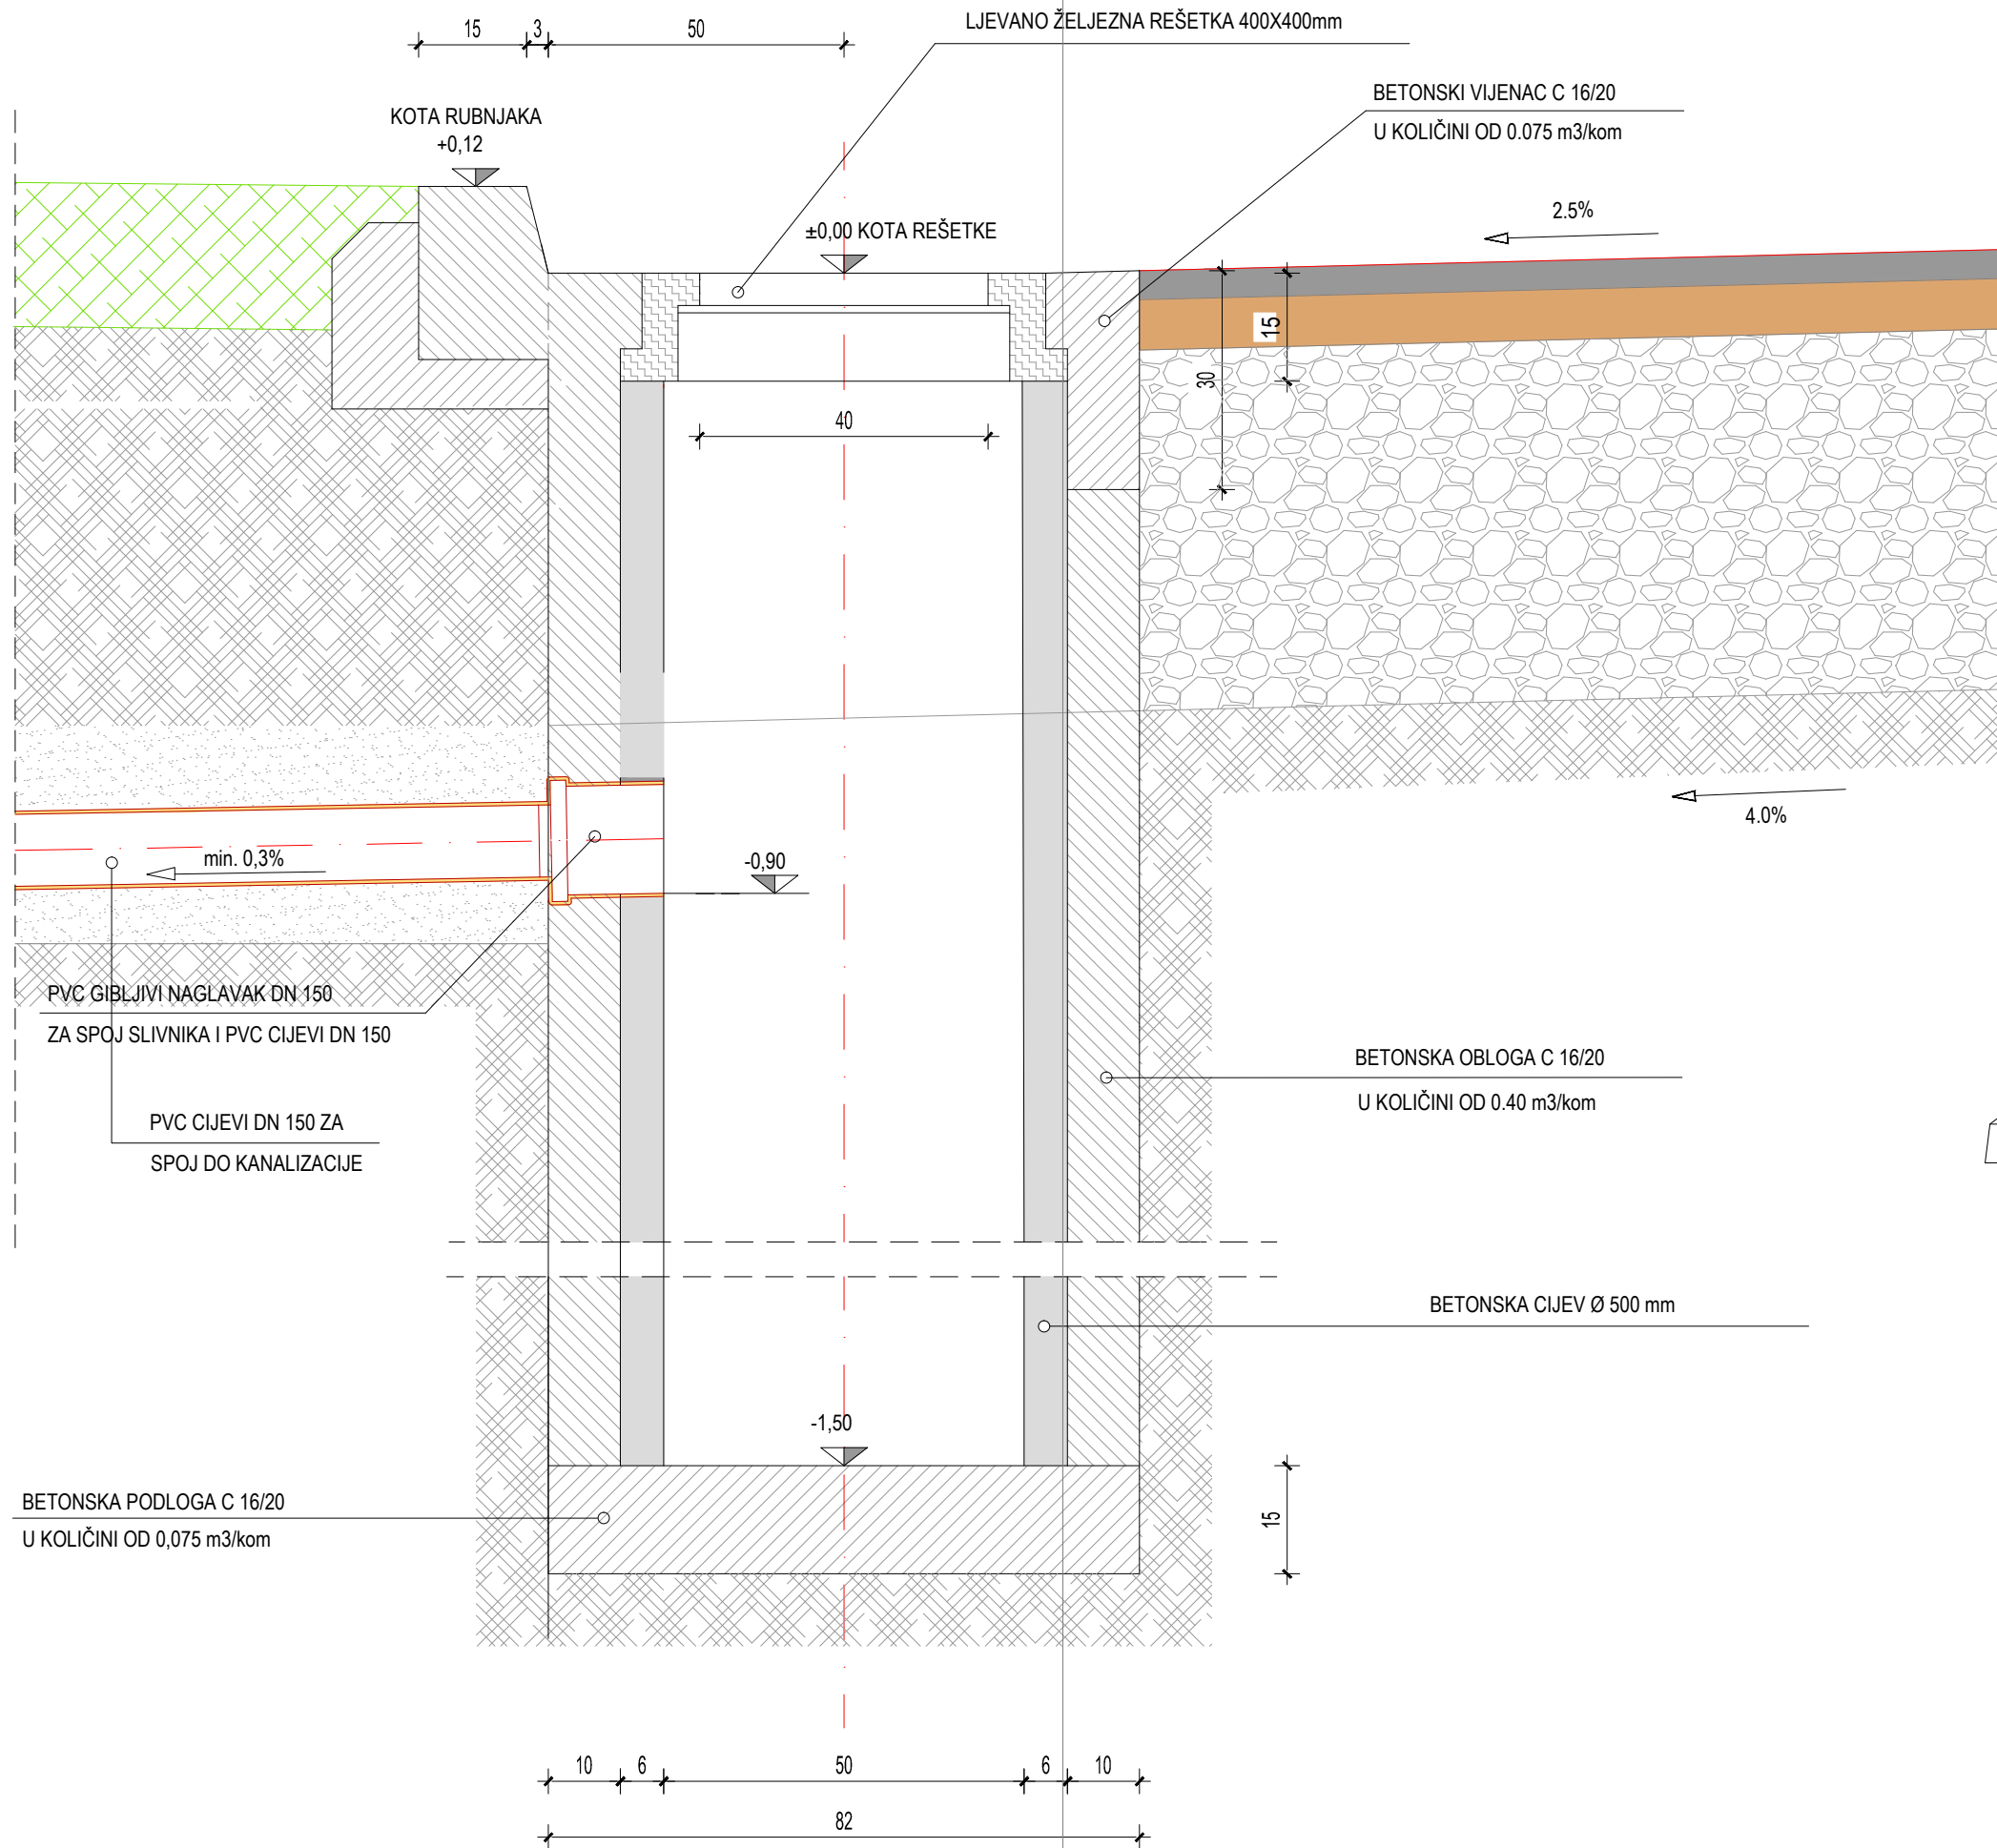 LJEVANO ŽELJEZNA REŠETKA 400X400mm
15
3
50
BETONSKI VIJENAC C 16/20
U KOLIČINI OD 0.075 m3/kom
KOTA RUBNJAKA
+0,12
2.5%
±0,00 KOTA REŠETKE
15
30
40
4.0%
min. 0,3%
-0,90
PVC GIBLJIVI NAGLAVAK DN 150
ZA SPOJ SLIVNIKA I PVC CIJEVI DN 150
BETONSKA OBLOGA C 16/20
U KOLIČINI OD 0.40 m3/kom
PVC CIJEVI DN 150 ZA
SPOJ DO KANALIZACIJE
BETONSKA CIJEV Ø 500 mm
-1,50
BETONSKA PODLOGA C 16/20
U KOLIČINI OD 0,075 m3/kom
15
10
6
50
6
10
82